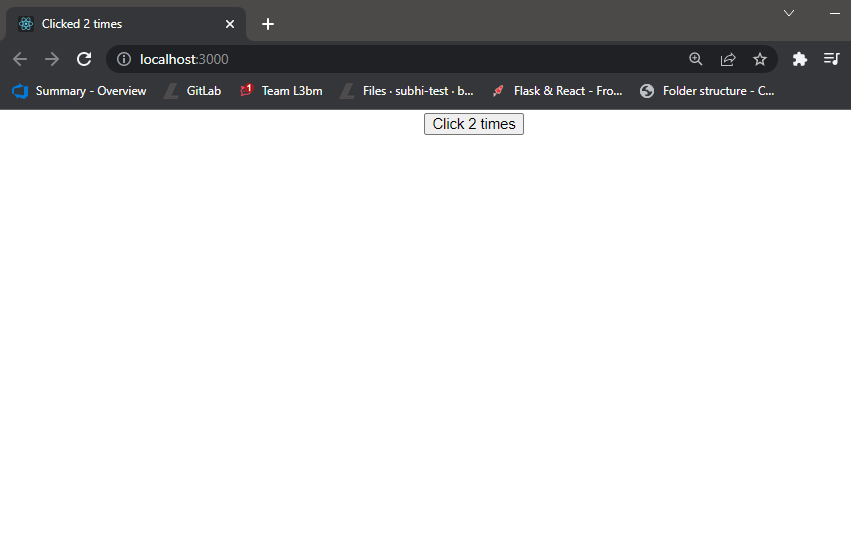 Clicked 2 times
localhost:3000
Summary - Overview GitLab Team L3bm Files · subhi-test · b... Flask & React - Fro... Folder structure - C...
Click 2 times